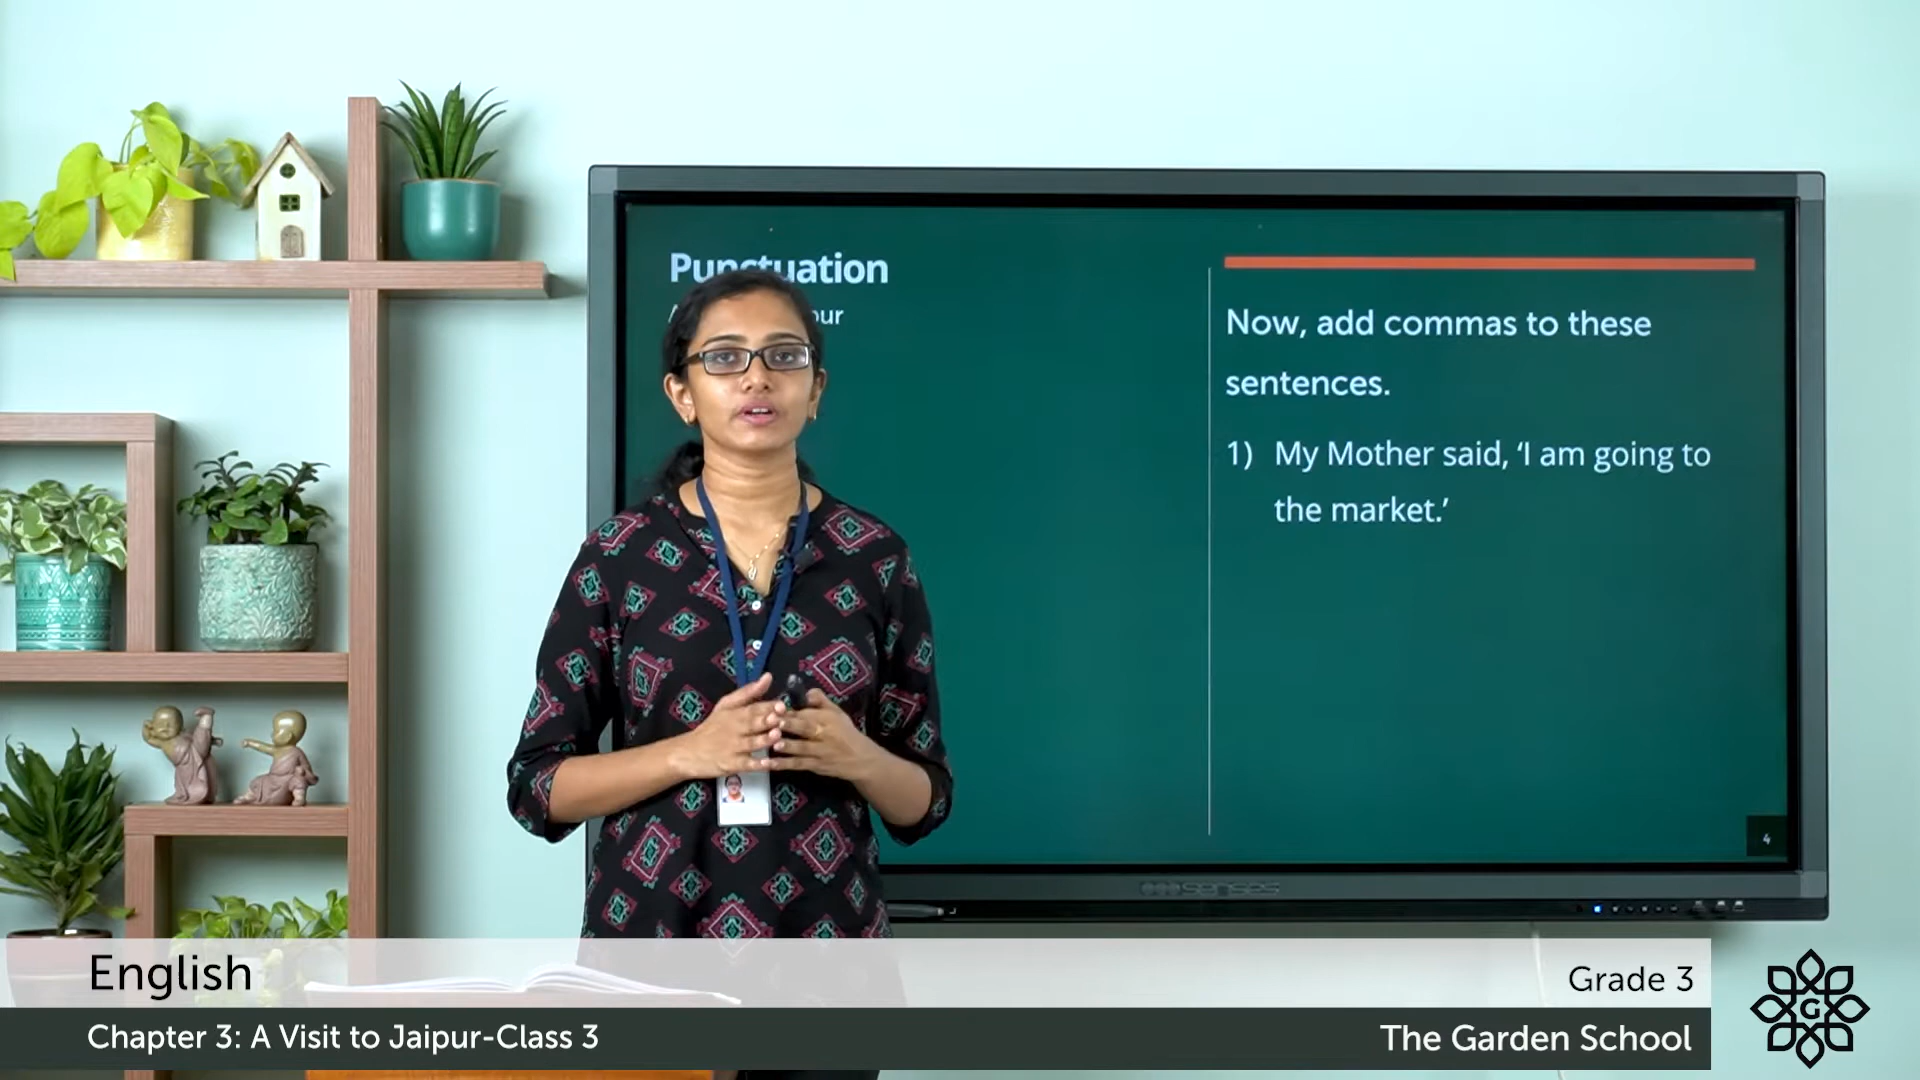 Punctuation
Now, add commas to these
sentences.
1) My Mother said, ‘I am going to
the market.’
4
English
Grade 3
Chapter 3: A Visit to Jaipur-Class 3
The Garden School
G